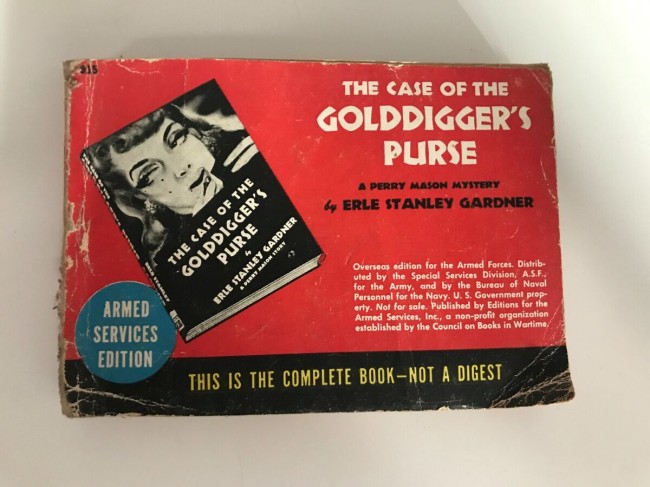 815
THE CASE OF THE
GOLDDIGGER'S
PURSE
A PERRY MASON MYSTERY
by ERLE STANLEY GARDNER
THE CASE OF THE
GOLDDIGGER'S
PURSE
by
ERLE STANLEY GARDNER
A PERRY MASON STORY
ERLE STANLEY
Overseas edition for the Armed Forces. Distrib-
uted by the Special Services Division, A.S.F.,
for the Army, and by the Bureau of Naval
Personnel for the Navy. U. S. Government prop-
erty. Not for sale. Published by Editions for the
Armed Services, Inc., a non-profit organization
established by the Council on Books in Wartime.
ARMED
SERVICES
EDITION
THIS IS THE COMPLETE BOOK—NOT A DIGEST